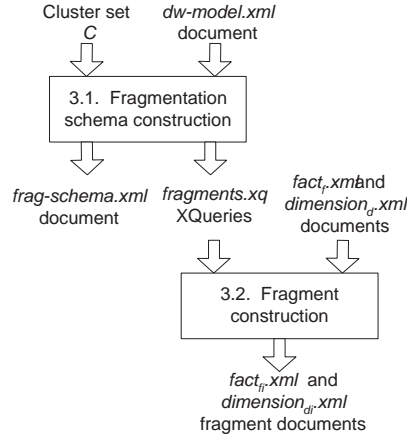 Cluster set dw-model.xml
C document
3.1. Fragmentation
schema construction
frag-schema.xml fragments.xq fact_f.xml and
document XQueries dimension_d.xml
documents
3.2. Fragment
construction
fact_fi.xml and
dimension_di.xml
fragment documents